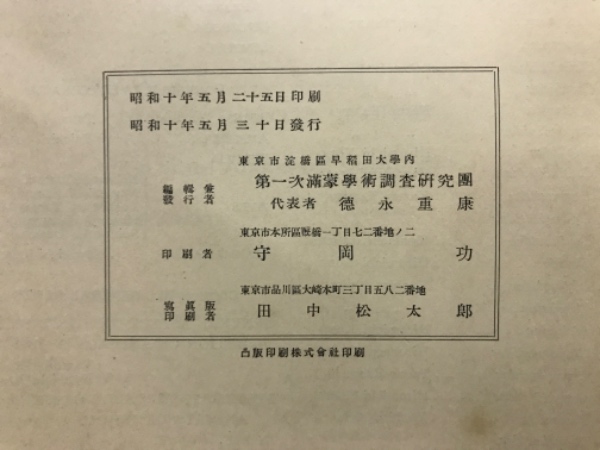 昭和十年五月二十五日印刷
昭和十年五月三十日發行
東京市淀橋區早稻田大學內
編輯兼發行者 第一次滿蒙學術調査硏究團
代表者 德永重康
東京市本所區厩橋一丁目七二番地ノ二
印刷者 守岡功
東京市品川區大崎本町三丁目五八二番地
寫眞版印刷者 田中松太郎
凸版印刷株式會社印刷